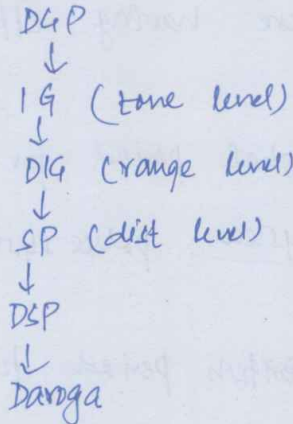 DGP
↓
IG (zone level)
↓
DIG (range level)
↓
SP (dist level)
↓
DSP
↓
Daroga